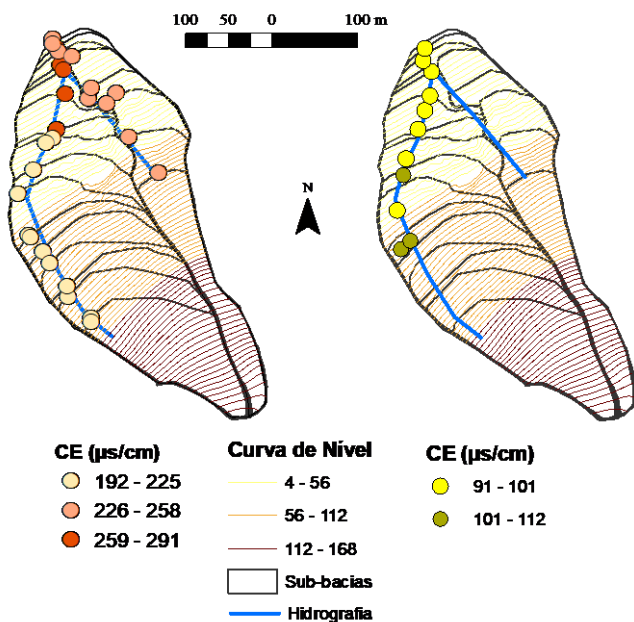 100 0 100 m
N
CE (µs/cm)
192 - 225
226 - 258
259 - 291
Curva de Nível
4 - 56
56 - 112
112 - 168
Sub-bacias
Hidrografia
CE (µs/cm)
91 - 101
101 - 112